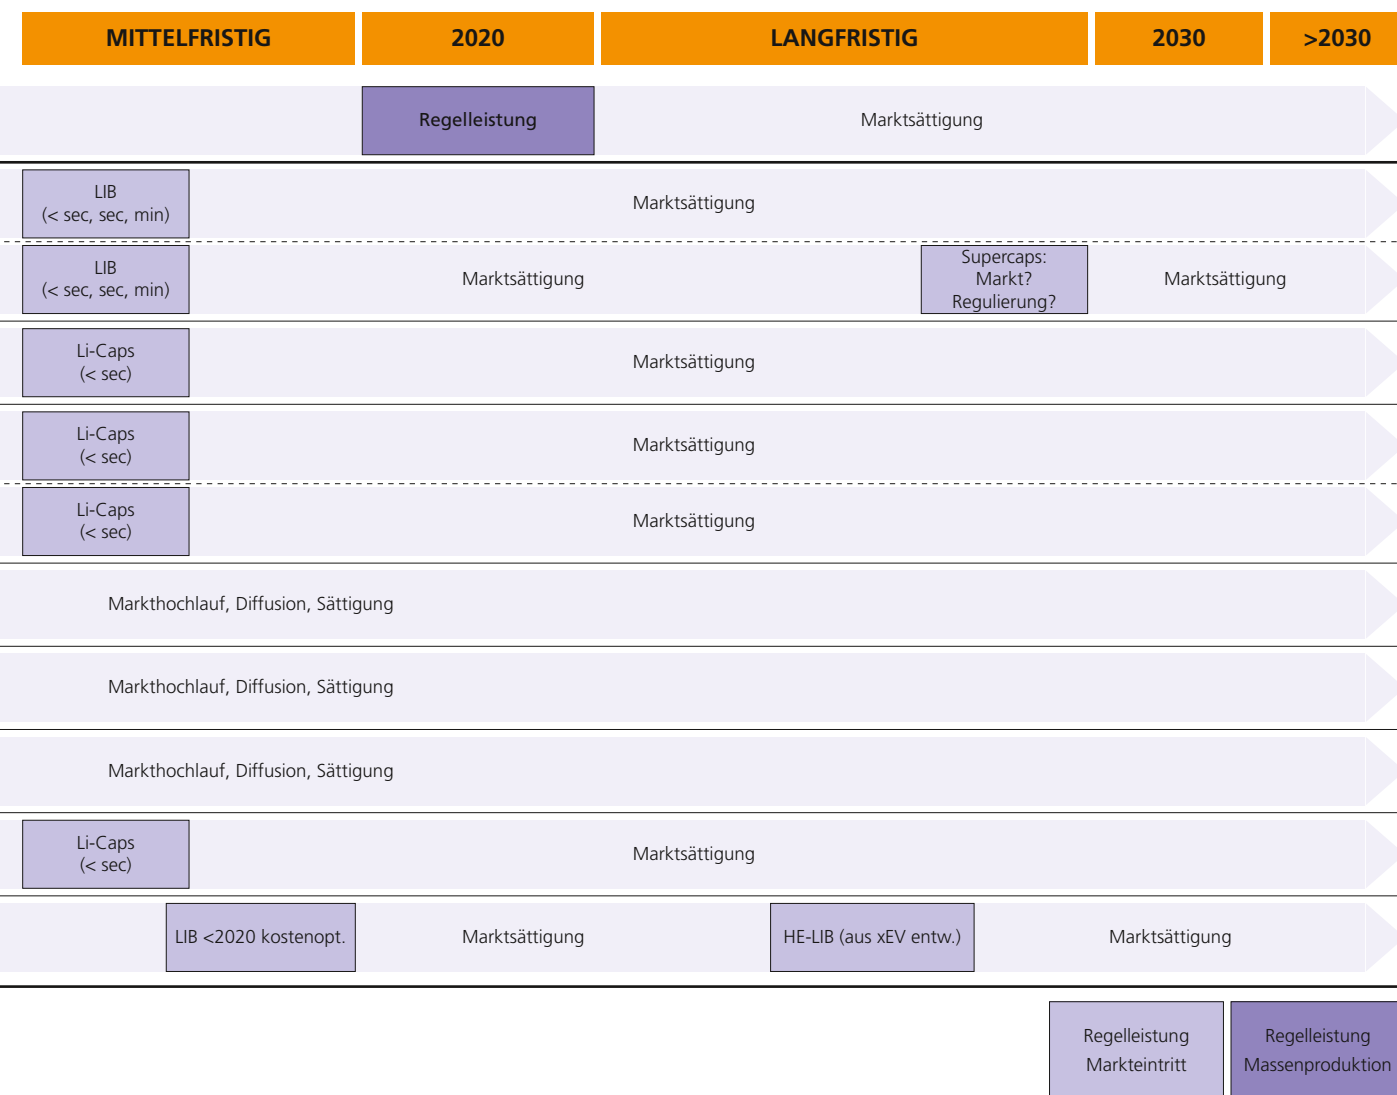 MITTELFRISTIG
2020
LANGFRISTIG
2030
>2030
Regelleistung
Marktsättigung
LIB
(< sec, sec, min)
Marktsättigung
LIB
(< sec, sec, min)
Marktsättigung
Supercaps:
Markt?
Regulierung?
Marktsättigung
Li-Caps
(< sec)
Marktsättigung
Li-Caps
(< sec)
Marktsättigung
Li-Caps
(< sec)
Marktsättigung
Markthochlauf, Diffusion, Sättigung
Markthochlauf, Diffusion, Sättigung
Markthochlauf, Diffusion, Sättigung
Li-Caps
(< sec)
Marktsättigung
LIB <2020 kostenopt.
Marktsättigung
HE-LIB (aus xEV entw.)
Marktsättigung
Regelleistung
Markteintritt
Regelleistung
Massenproduktion